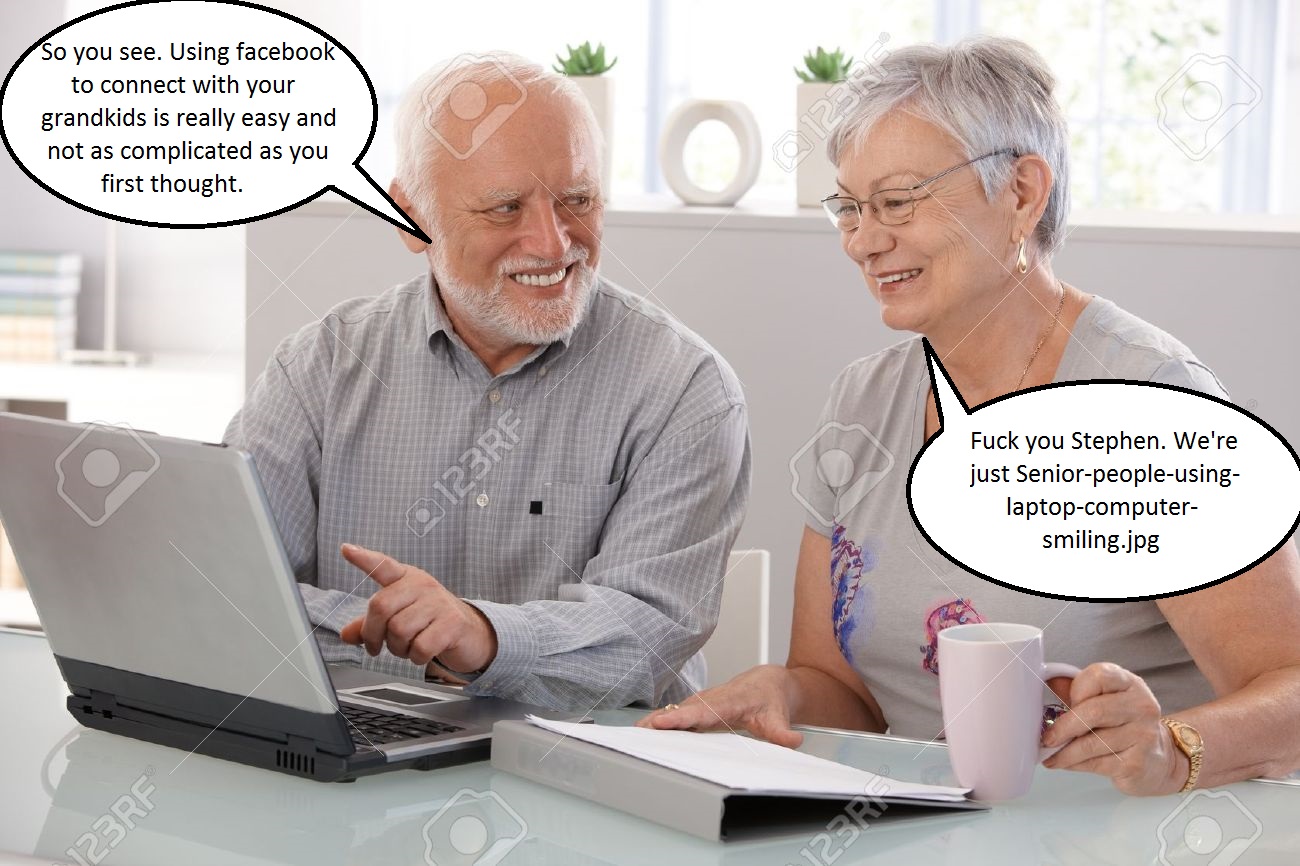 So you see. Using facebook
to connect with your
grandkids is really easy and
not as complicated as you
first thought.
Fuck you Stephen. We're
just Senior-people-using-
laptop-computer-
smiling.jpg
123RF
123RF
123RF
123RF
123RF